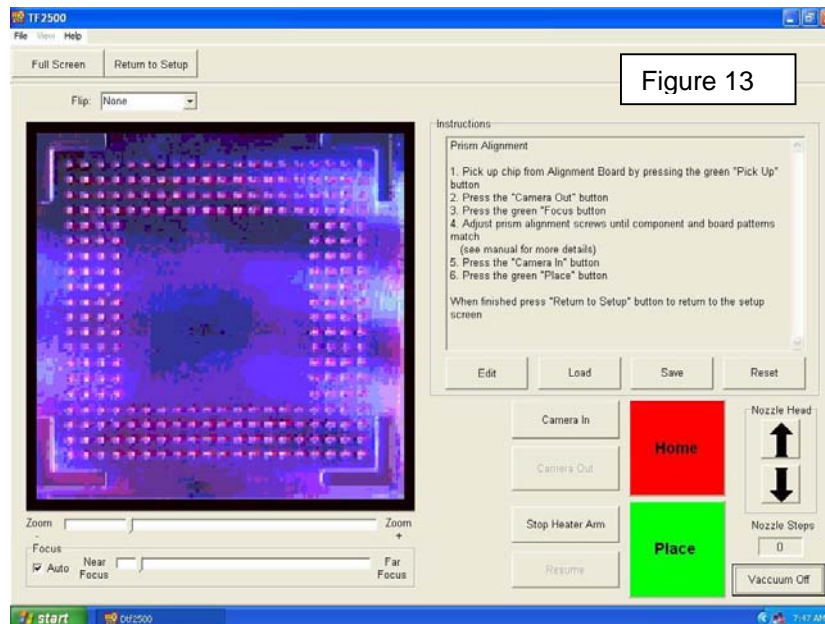 TF2500
File View Help
Full Screen Return to Setup
Figure 13
Flip: None
Instructions
Prism Alignment
1. Pick up chip from Alignment Board by pressing the green "Pick Up"
button
2. Press the "Camera Out" button
3. Press the green "Focus button
4. Adjust prism alignment screws until component and board patterns
match
(see manual for more details)
5. Press the "Camera In" button
6. Press the green "Place" button
When finished press "Return to Setup" button to return to the setup
screen
Edit Load Save Reset
Camera In
Camera Out
Home
Nozzle Head
Zoom
-
Zoom
+
Focus
Auto
Near
Focus
Far
Focus
Stop Heater Arm
Resume
Place
Nozzle Steps
0
Vaccuum Off
start Dtf2500 7:47 AM